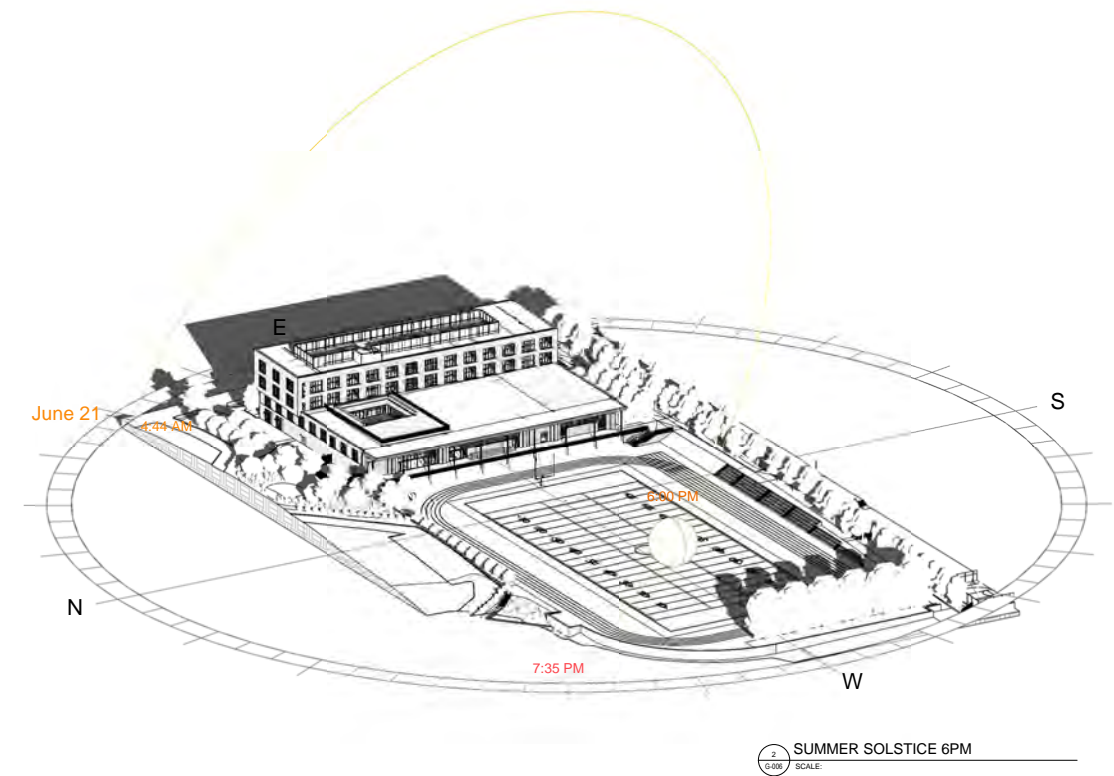 E
June 21
4:44 AM
S
6:00 PM
N
7:35 PM
W
2
G-006
SUMMER SOLSTICE 6PM
SCALE: